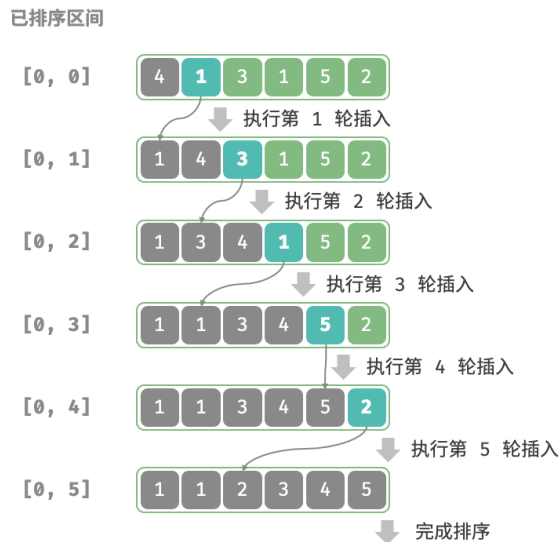 已排序区间
[0, 0] 4 1 3 1 5 2
执行第 1 轮插入
[0, 1] 1 4 3 1 5 2
执行第 2 轮插入
[0, 2] 1 3 4 1 5 2
执行第 3 轮插入
[0, 3] 1 1 3 4 5 2
执行第 4 轮插入
[0, 4] 1 1 3 4 5 2
执行第 5 轮插入
[0, 5] 1 1 2 3 4 5
完成排序